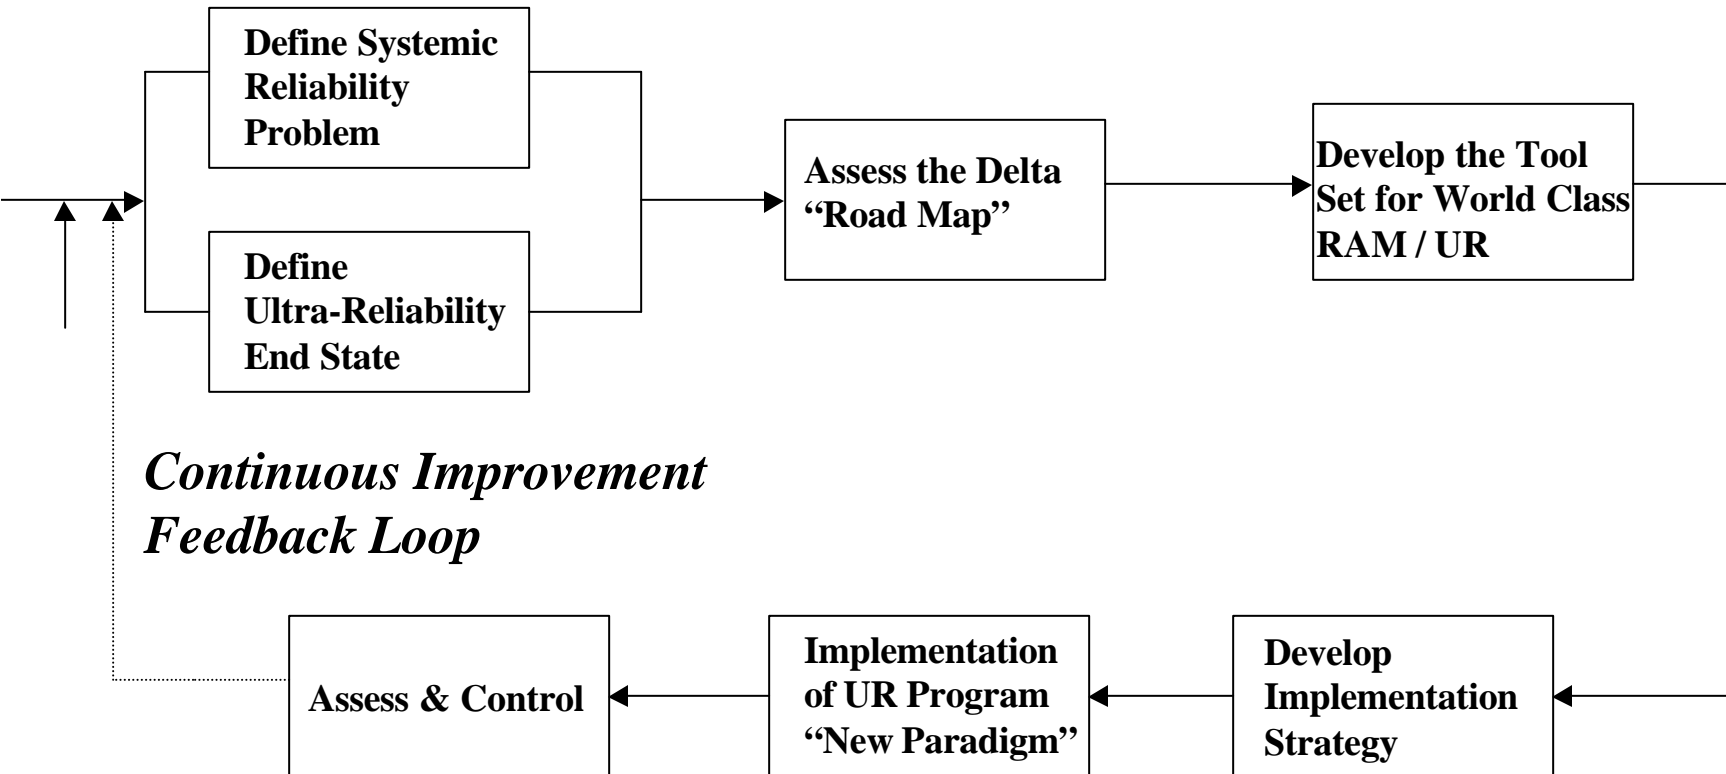 Define Systemic
Reliability
Problem
Define
Ultra-Reliability
End State
Assess the Delta
“Road Map”
Develop the Tool
Set for World Class
RAM / UR
Continuous Improvement
Feedback Loop
Assess & Control
Implementation
of UR Program
“New Paradigm”
Develop
Implementation
Strategy